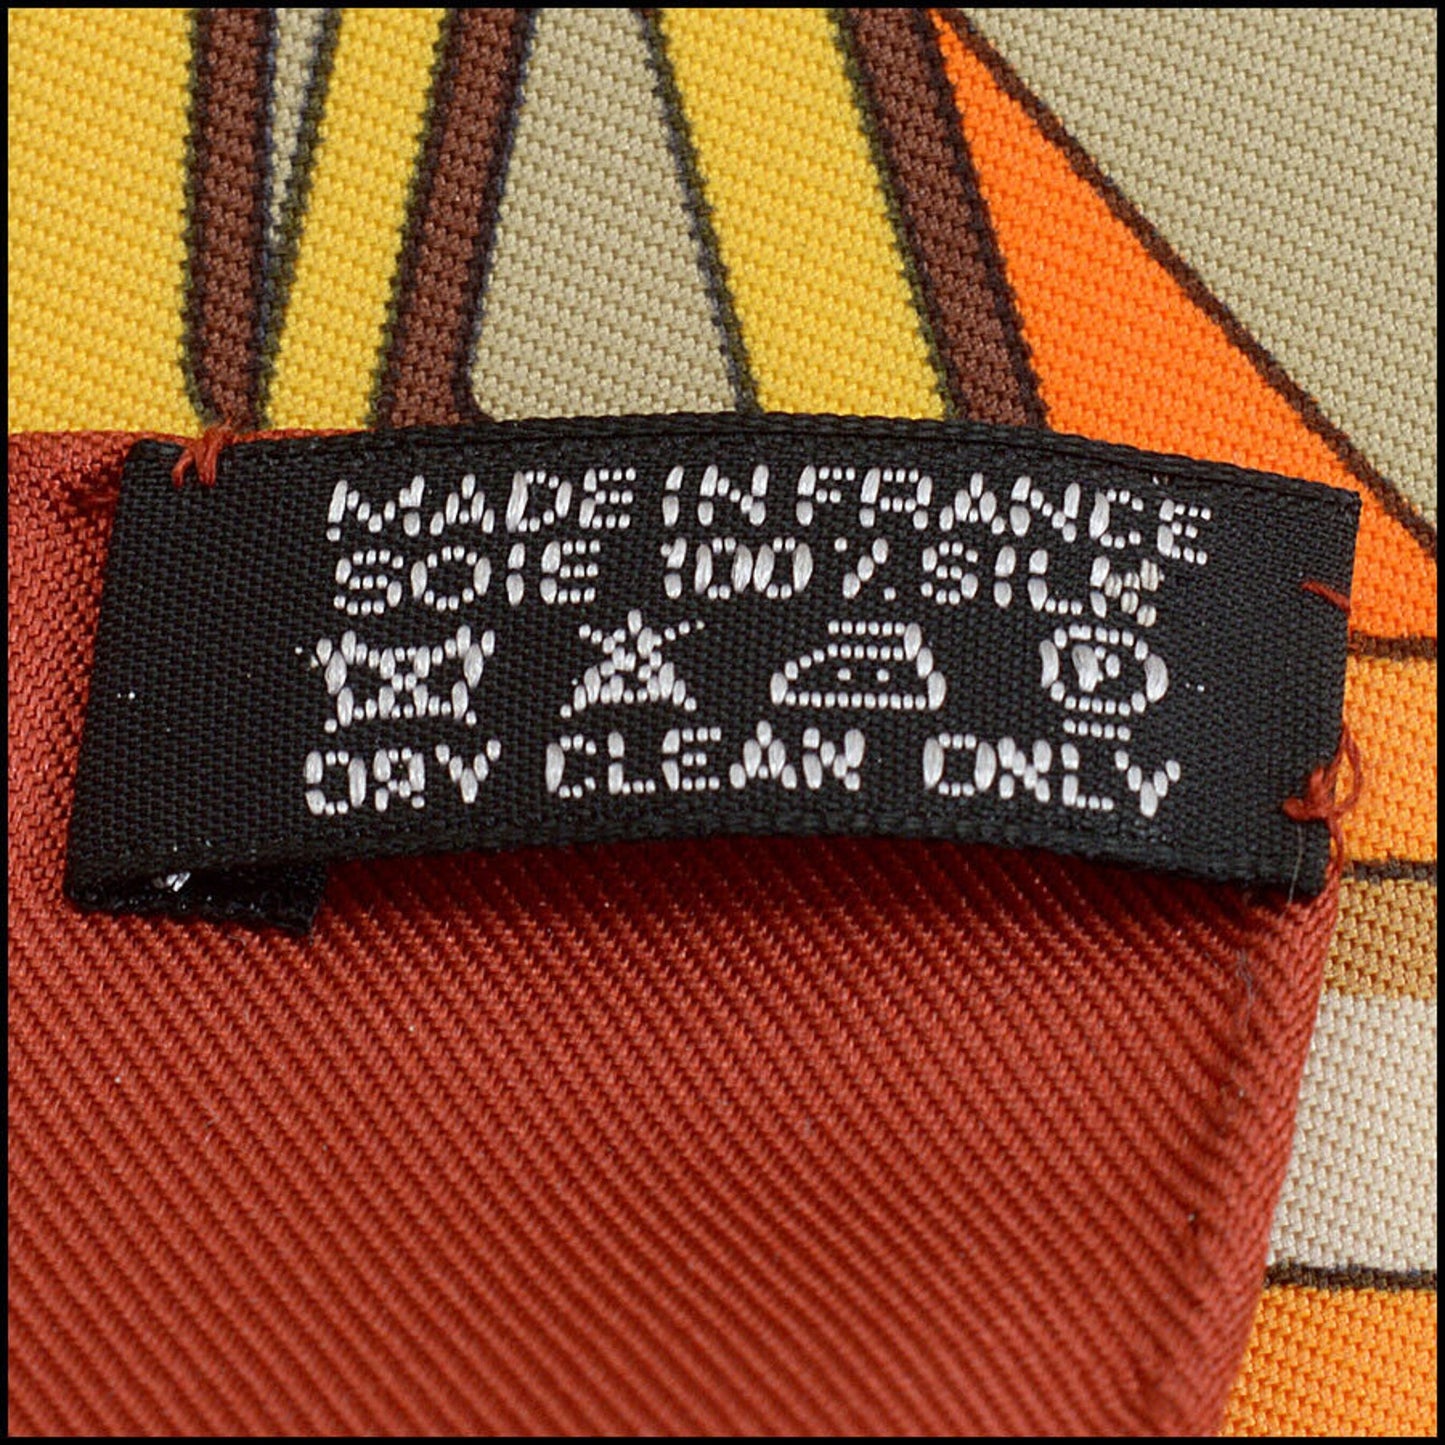 MADE IN FRANCE
SOIE 100% SILK
DRY CLEAN ONLY